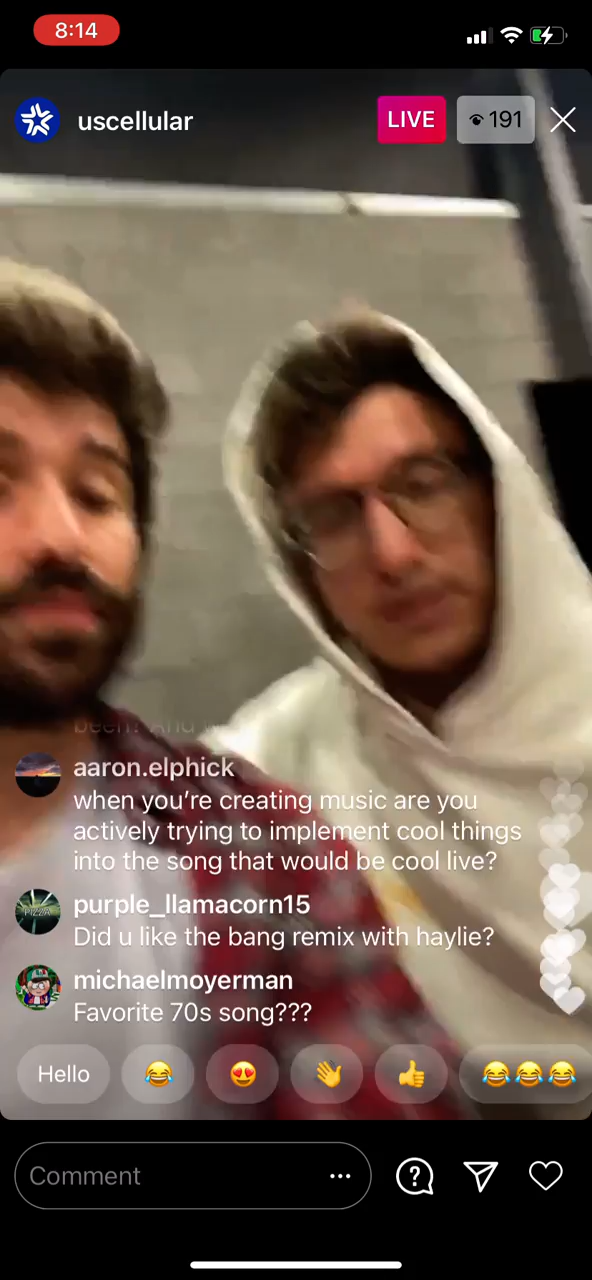 8:14
uscellular
LIVE
191
been? And
aaron.elphick
when you’re creating music are you
actively trying to implement cool things
into the song that would be cool live?
purple_llamacorn15
Did u like the bang remix with haylie?
michaelmoyerman
Favorite 70s song???
Hello
Comment